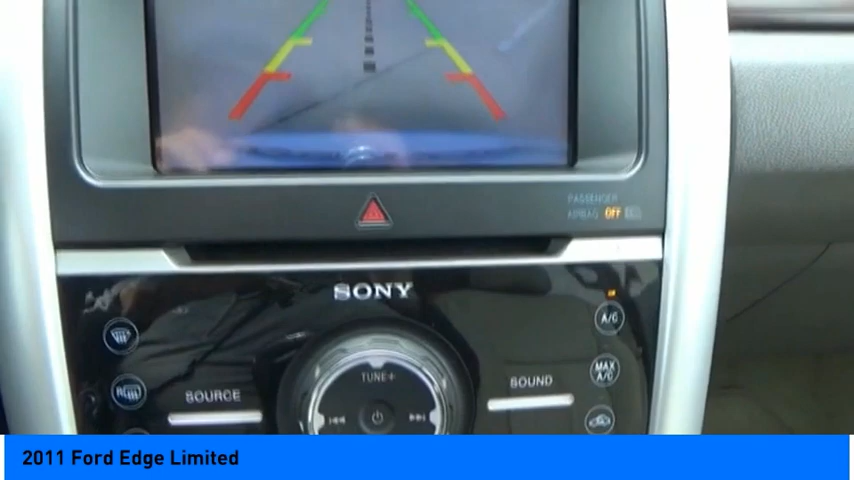 PASSENGER
AIRBAG OFF
SONY
A/C
MAX
A/C
R
SOURCE
TUNE+
SOUND
2011 Ford Edge Limited